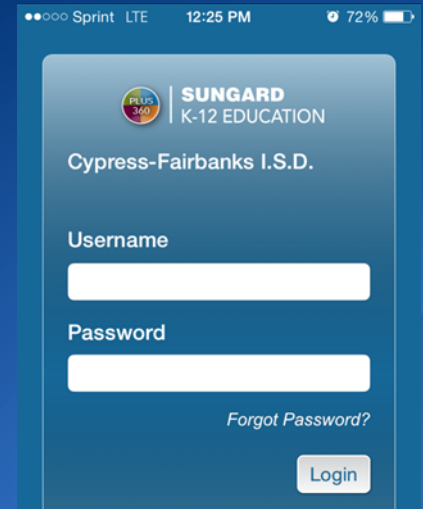 Sprint LTE 12:25 PM 72%
PLUS 360
SUNGARD
K-12 EDUCATION
Cypress-Fairbanks I.S.D.
Username
Password
Forgot Password?
Login